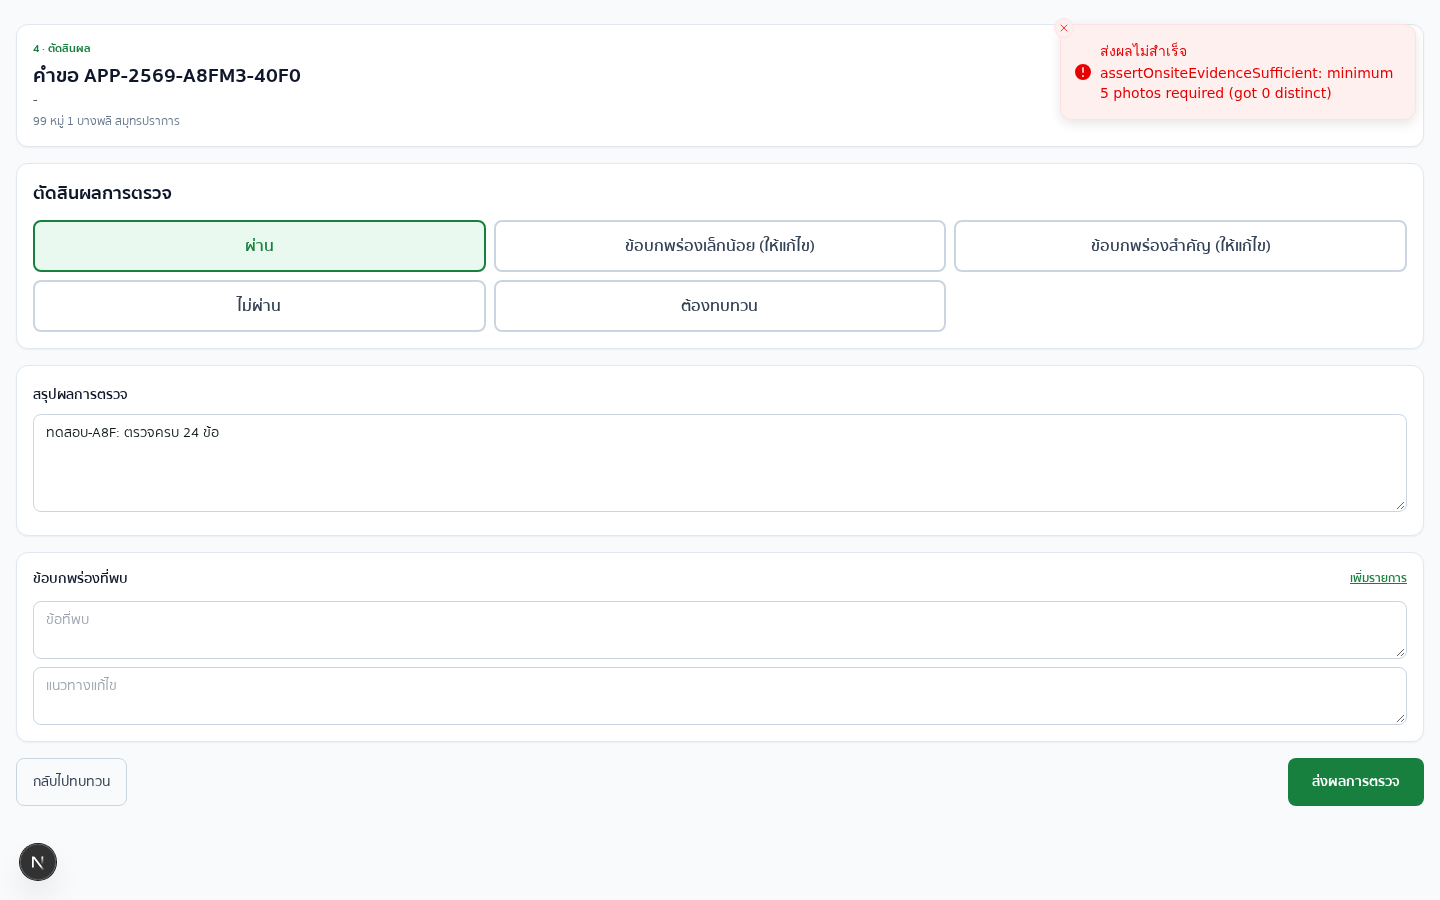 4 · ตัดสินผล
คำขอ APP-2569-A8FM3-40F0
-
99 หมู่ 1 บางพลี สมุทรปราการ
ส่งผลไม่สำเร็จ
assertOnsiteEvidenceSufficient: minimum
5 photos required (got 0 distinct)
ตัดสินผลการตรวจ
ผ่าน
ข้อบกพร่องเล็กน้อย (ให้แก้ไข)
ข้อบกพร่องสำคัญ (ให้แก้ไข)
ไม่ผ่าน
ต้องทบทวน
สรุปผลการตรวจ
ทดสอบ-A8F: ตรวจครบ 24 ข้อ
ข้อบกพร่องที่พบ
เพิ่มรายการ
ข้อที่พบ
แนวทางแก้ไข
กลับไปทบทวน
ส่งผลการตรวจ
N